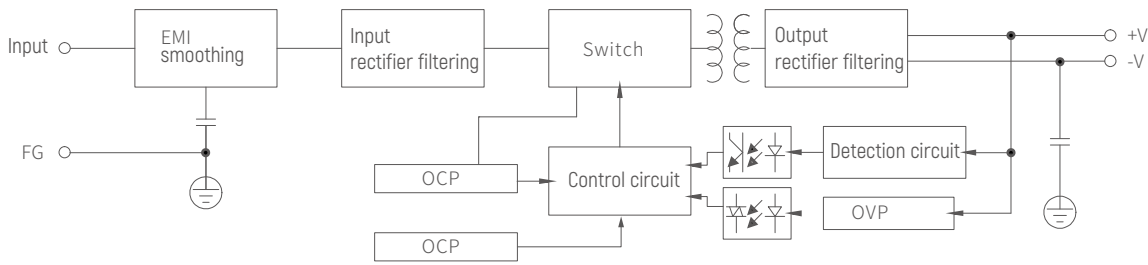 Input
EMI
smoothing
Input
rectifier filtering
Switch
Output
rectifier filtering
+V
-V
FG
OCP
Control circuit
Detection circuit
OVP
OCP